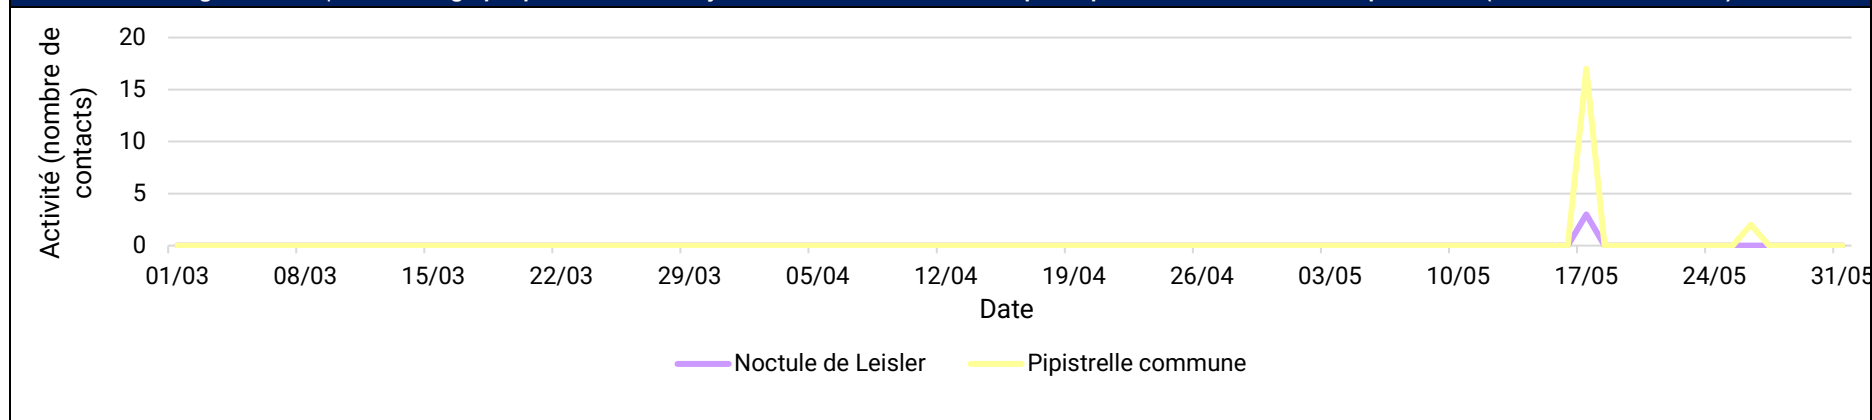 20
15
10
5
0
Activité (nombre de
contacts)
01/03 08/03 15/03 22/03 29/03 05/04 12/04 19/04 26/04 03/05 10/05 17/05 24/05 31/05
Date
Noctule de Leisler Pipistrelle commune